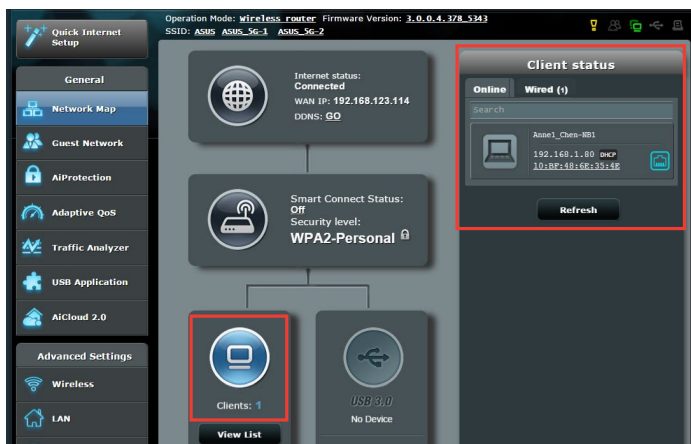 Operation Mode: Wireless router Firmware Version: 3.0.0.4.378_5343
SSID: ASUS ASUS_5G-1 ASUS_5G-2
Quick Internet
Setup
General
Network Map
Guest Network
AiProtection
Adaptive QoS
Traffic Analyzer
USB Application
AiCloud 2.0
Advanced Settings
Wireless
LAN
Internet status:
Connected
WAN IP: 192.168.123.114
DDNS: GO
Smart Connect Status:
Off
Security level:
WPA2-Personal
Clients: 1
View List
USB 3.0
No Device
Client status
Online Wired (1)
Search
Annel_Chen-NB1
192.168.1.80 DHCP
10:BF:48:6E:35:4E
Refresh